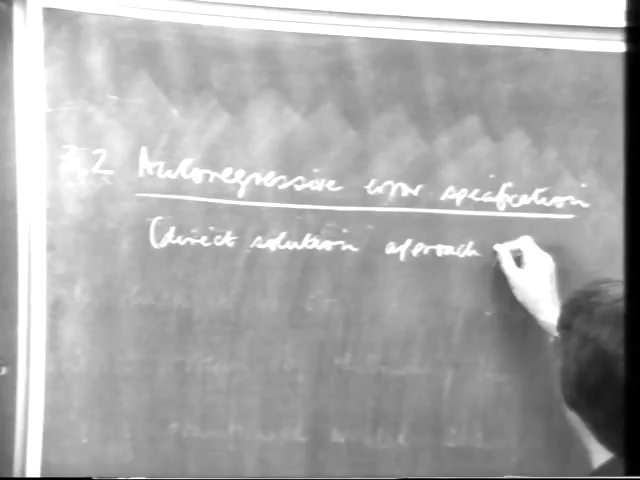 3.2 Autoregressive error specification
(direct solution approach